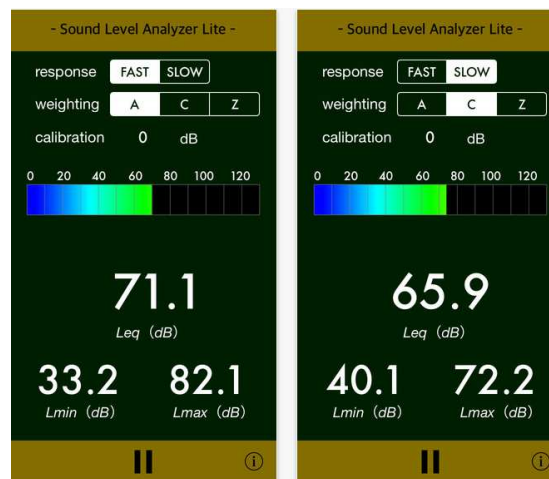 - Sound Level Analyzer Lite -
response FAST SLOW
weighting A C Z
calibration 0 dB
0 20 40 60 80 100 120
71.1
Leq (dB)
33.2 82.1
Lmin (dB) Lmax (dB)
- Sound Level Analyzer Lite -
response FAST SLOW
weighting A C Z
calibration 0 dB
0 20 40 60 80 100 120
65.9
Leq (dB)
40.1 72.2
Lmin (dB) Lmax (dB)